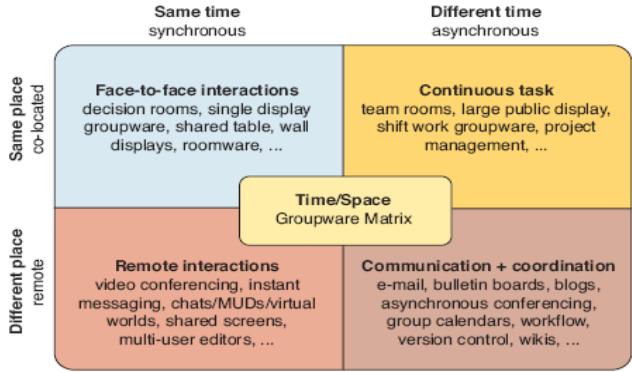 Same time
synchronous
Different time
asynchronous
Same place
co-located
Face-to-face interactions
decision rooms, single display
groupware, shared table, wall
displays, roomware, ...
Continuous task
team rooms, large public display,
shift work groupware, project
management, ...
Time/Space
Groupware Matrix
Different place
remote
Remote interactions
video conferencing, instant
messaging, chats/MUDs/virtual
worlds, shared screens,
multi-user editors, ...
Communication + coordination
e-mail, bulletin boards, blogs,
asynchronous conferencing,
group calendars, workflow,
version control, wikis, ...